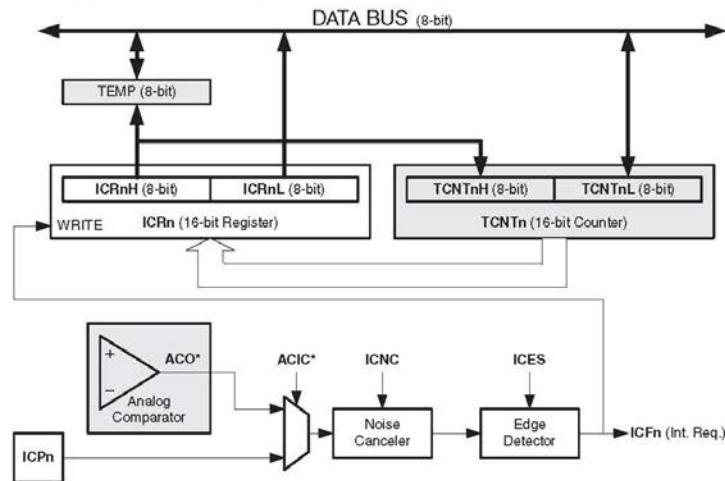 DATA BUS (8-bit)
TEMP (8-bit)
ICRnH (8-bit)
ICRnL (8-bit)
TCNTnH (8-bit)
TCNTnL (8-bit)
WRITE
ICRn (16-bit Register)
TCNTn (16-bit Counter)
+
−
ACO*
Analog
Comparator
ACIC*
ICNC
ICES
Noise
Canceler
Edge
Detector
ICFn (Int. Req.)
ICPn